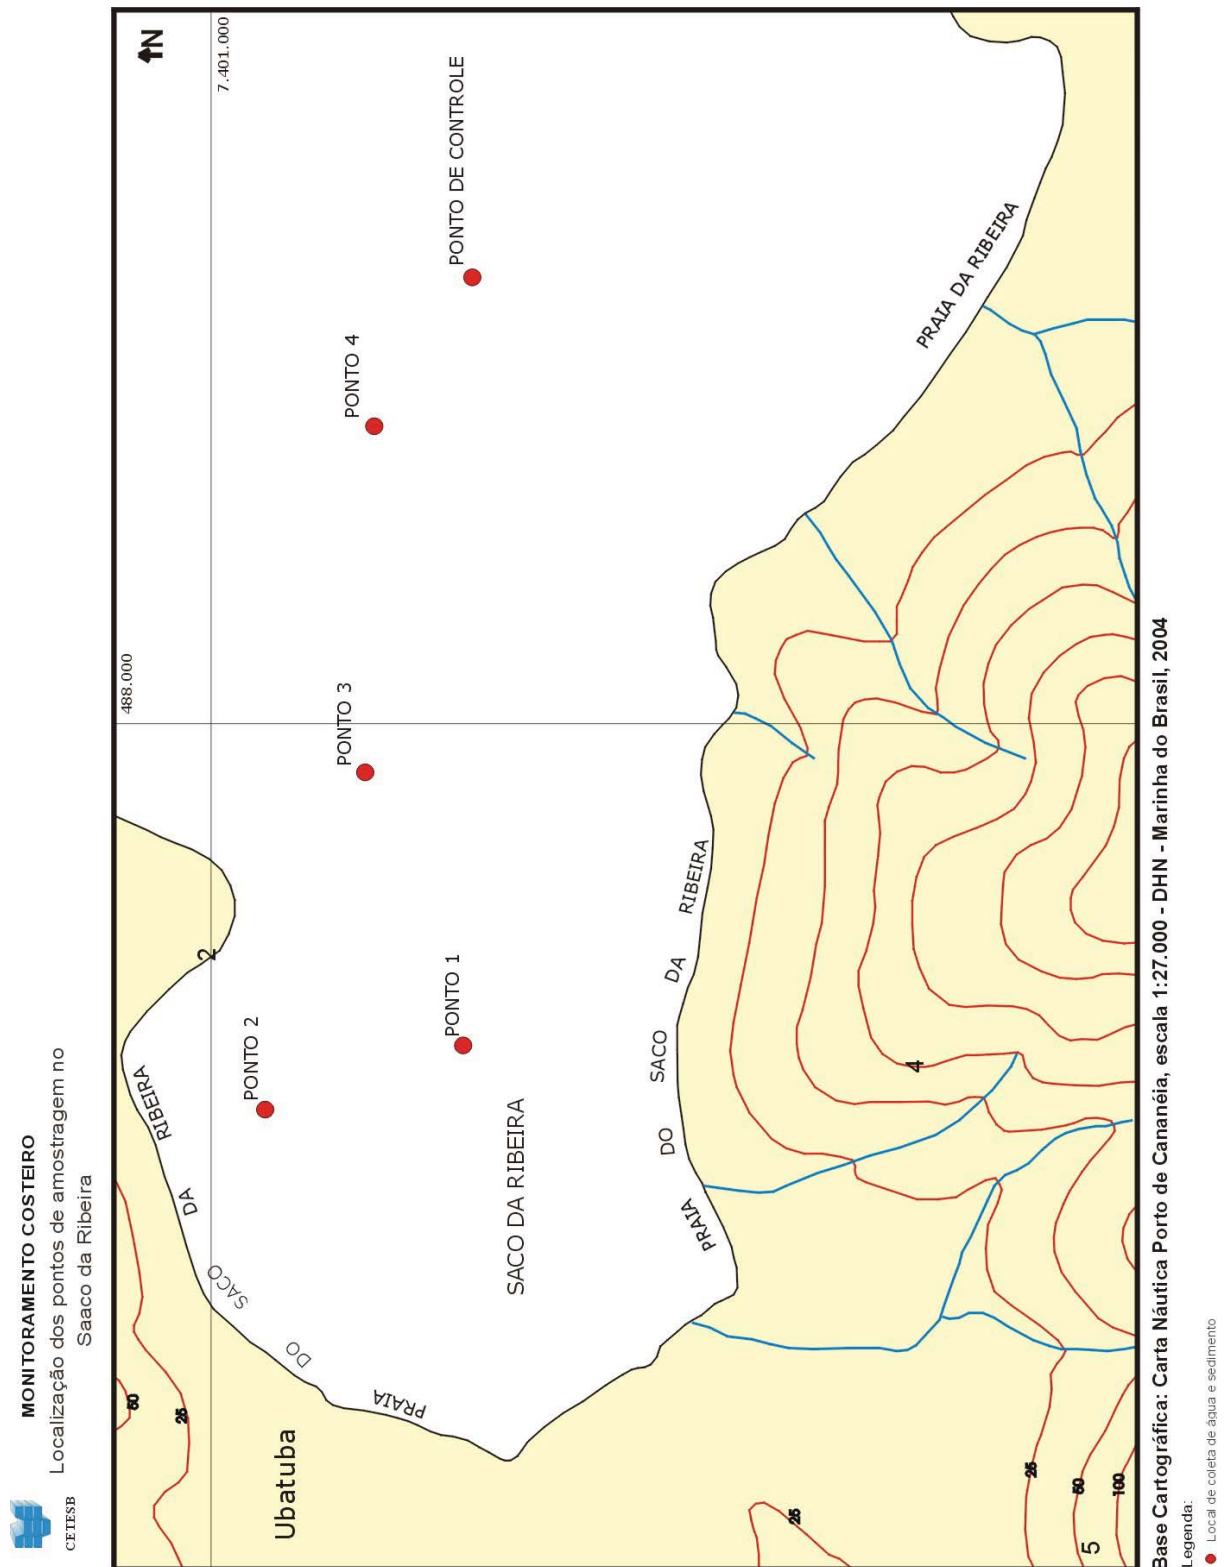 MONITORAMENTO COSTEIRO
Localização dos pontos de amostragem no
Saaco da Ribeira
CETESB
N
7.401.000
488.000
PONTO DE CONTROLE
PONTO 4
PONTO 3
PONTO 2
PONTO 1
2
PRAIA DO SACO DA RIBEIRA
SACO DA RIBEIRA
PRAIA DO SACO DA RIBEIRA
PRAIA DA RIBEIRA
Ubatuba
50
25
25
4
25
50
100
5
Base Cartográfica: Carta Náutica Porto de Cananéia, escala 1:27.000 - DHN - Marinha do Brasil, 2004
Legenda:
Local de coleta de água e sedimento